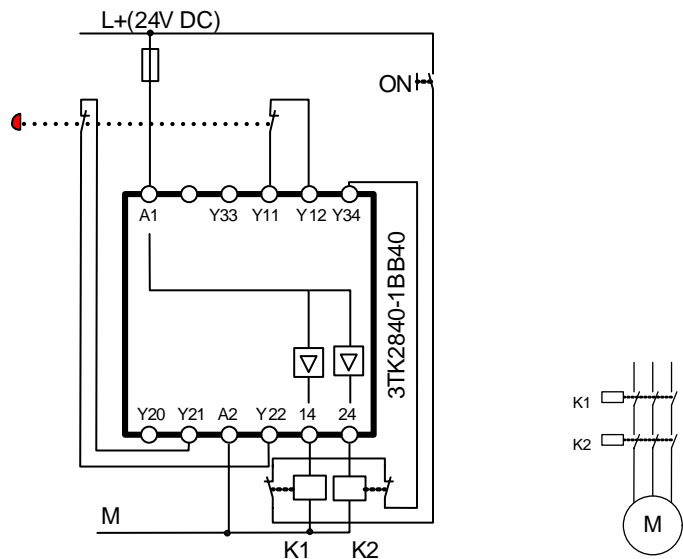 L+(24V DC)
ON
A1
Y33
Y11
Y12
Y34
3TK2840-1BB40
Y20
Y21
A2
Y22
14
24
M
K1
K2
K1
K2
M